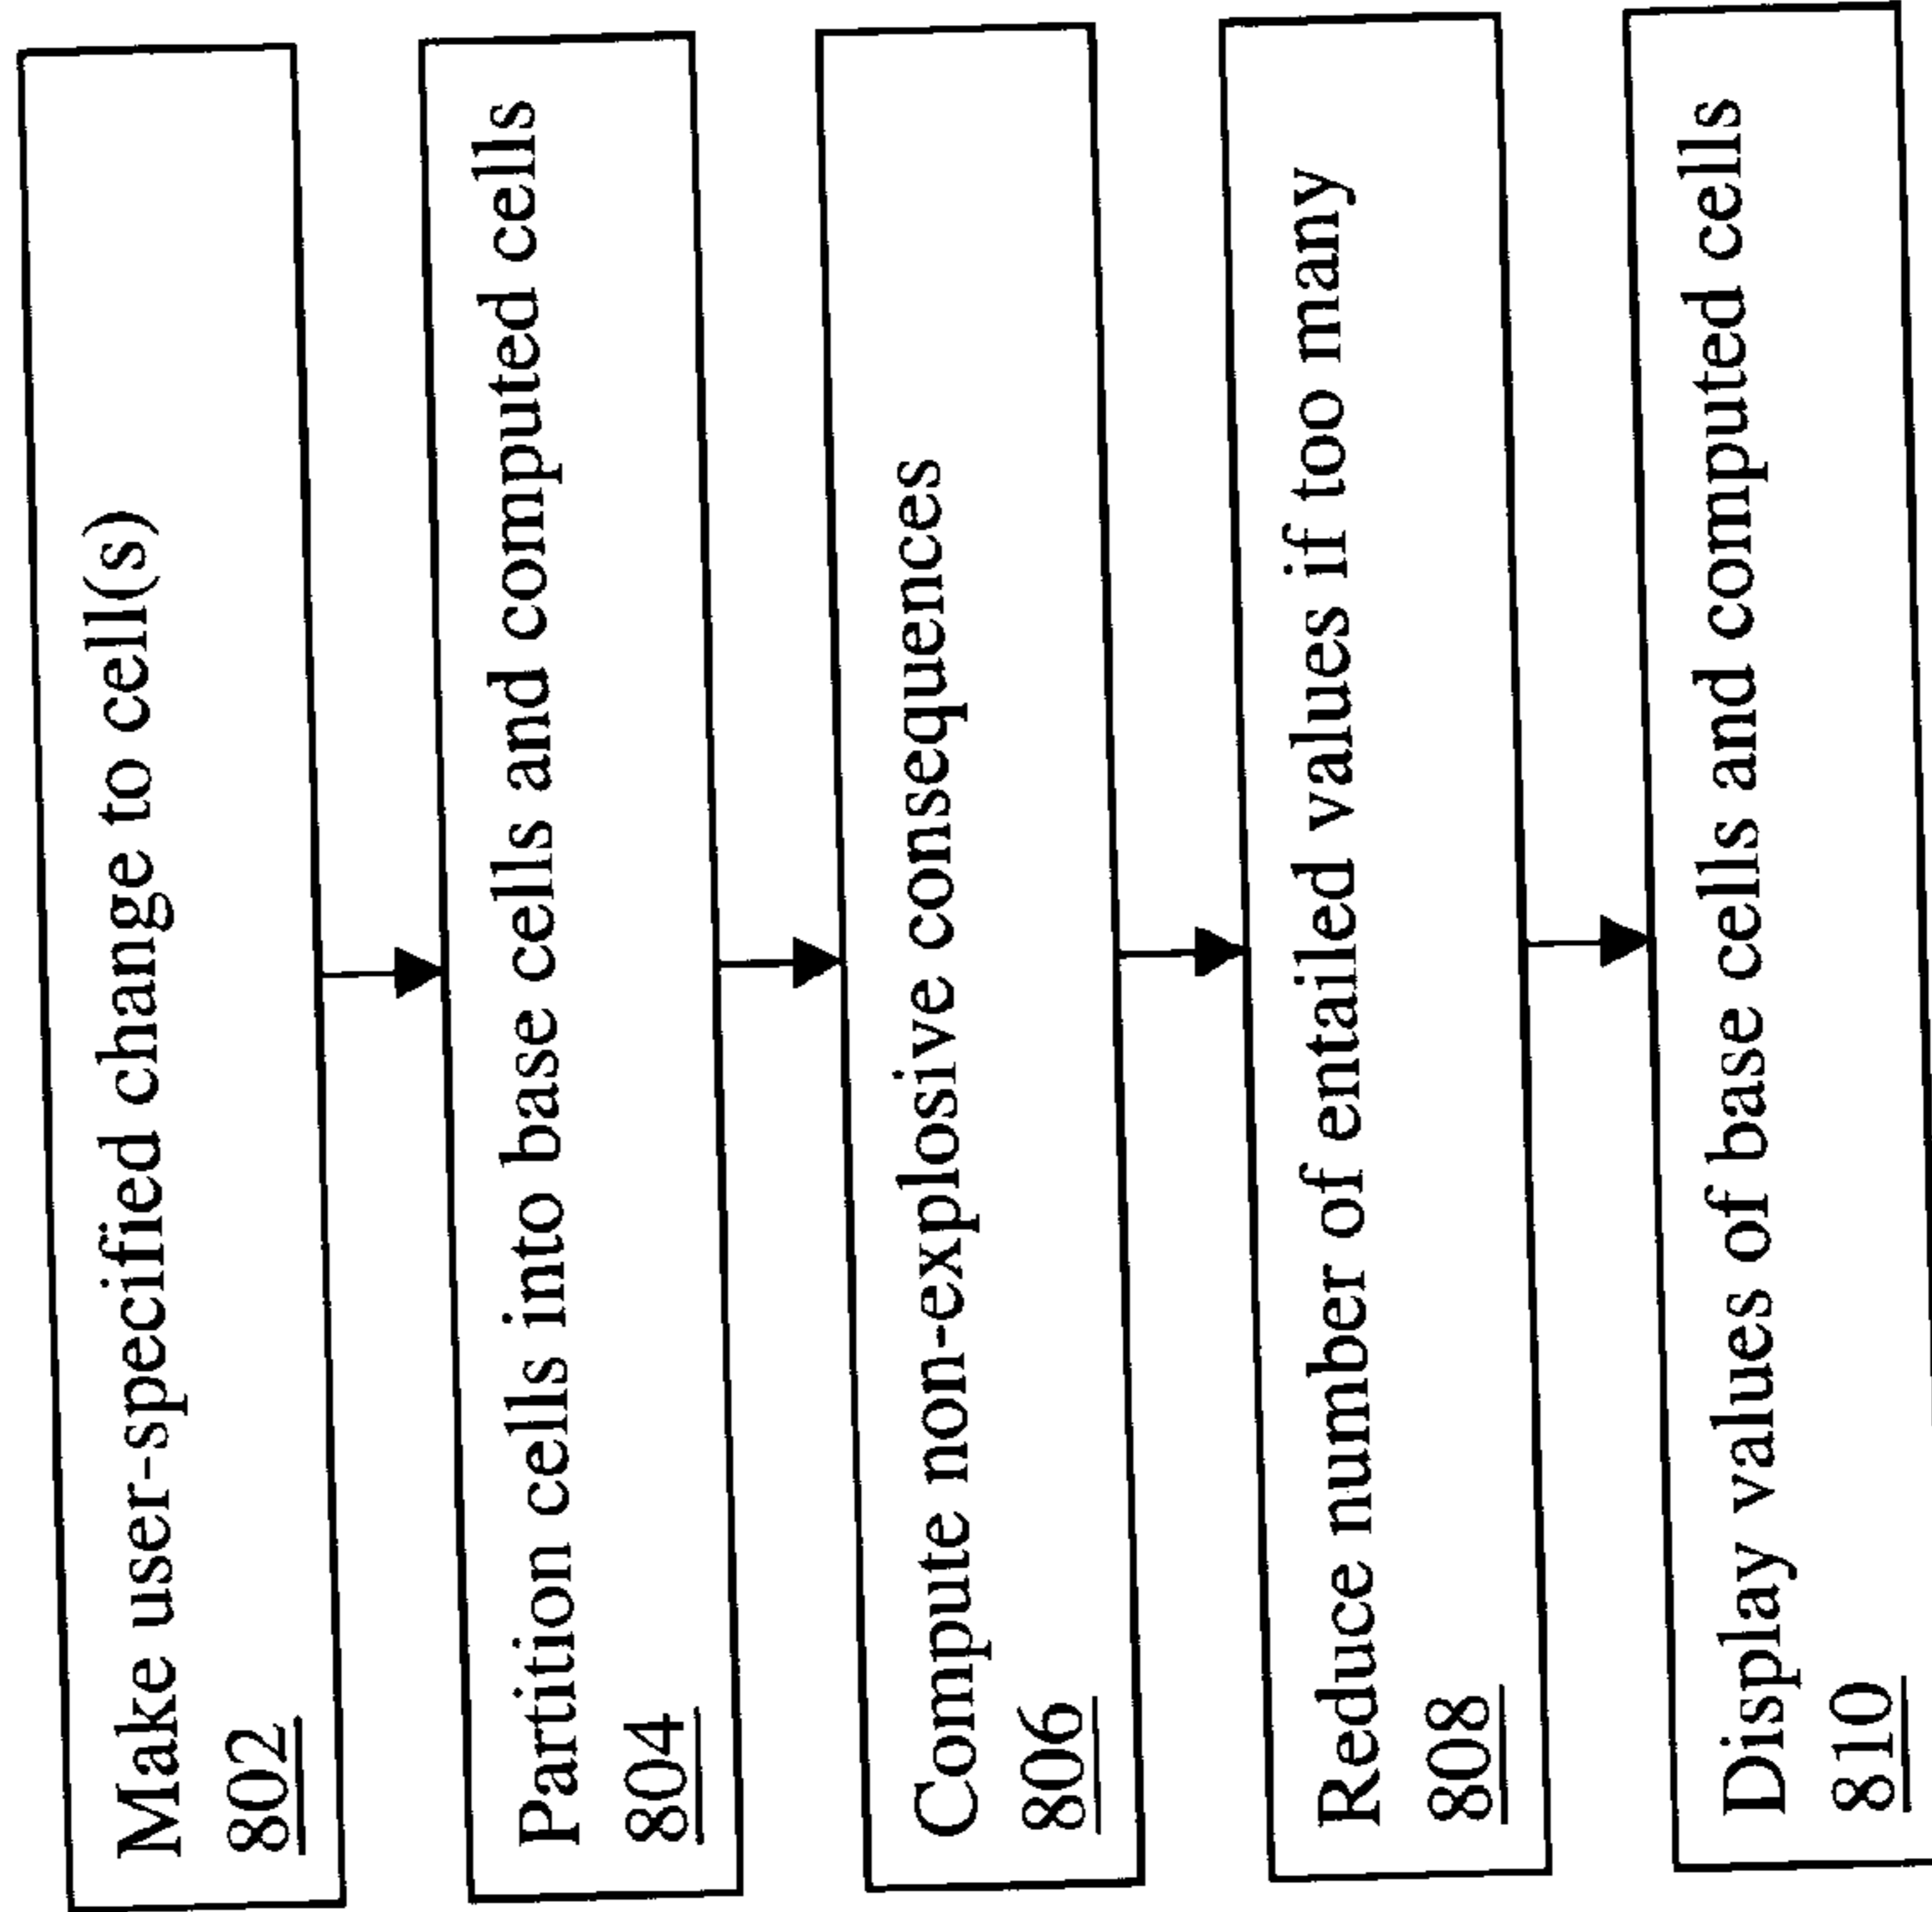 Make user-specified change to cell(s)
802
Partition cells into base cells and computed cells
804
Compute non-explosive consequences
806
Reduce number of entailed values if too many
808
Display values of base cells and computed cells
810